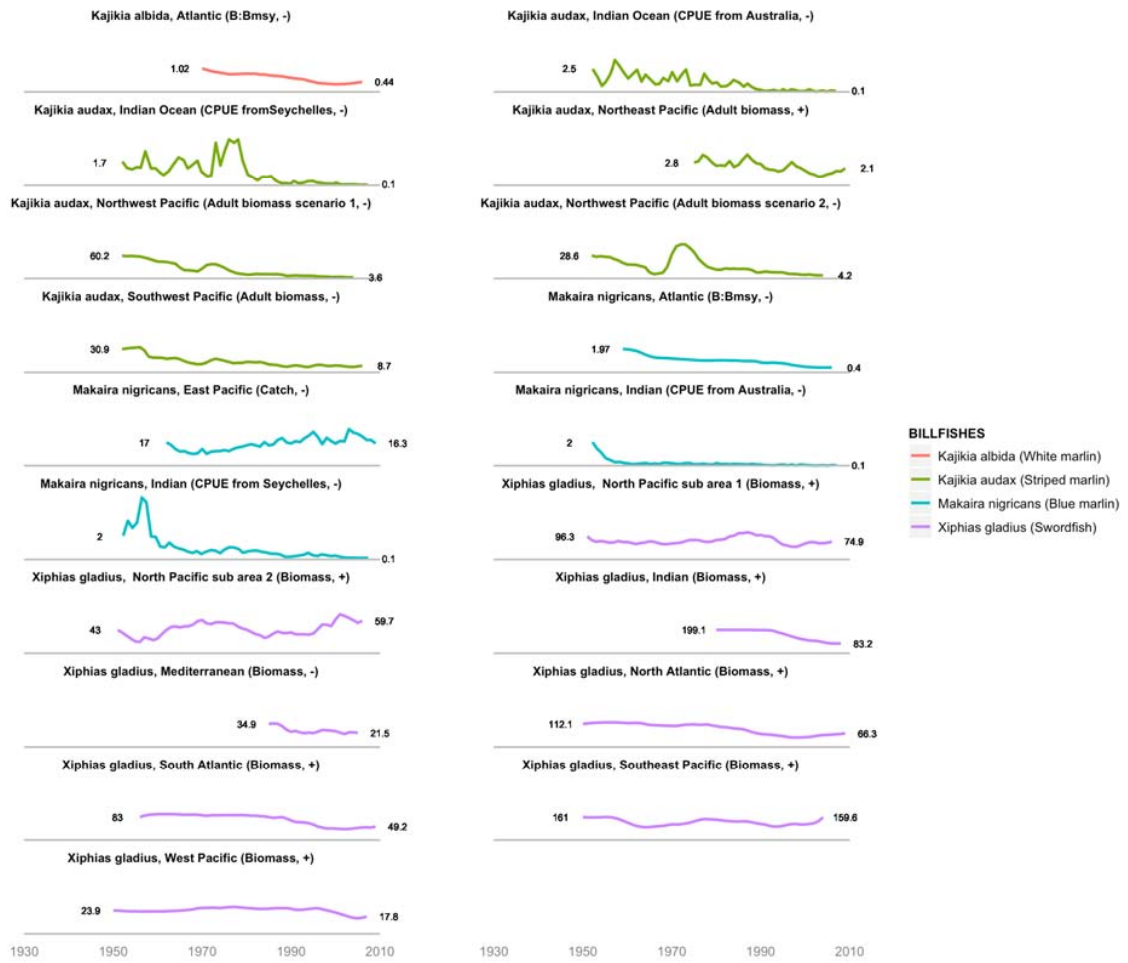 Kajikia albida, Atlantic (B:Bmsy, -)
Kajikia audax, Indian Ocean (CPUE from Australia, -)
1.02
0.44
2.5
0.1
Kajikia audax, Indian Ocean (CPUE fromSeychelles, -)
Kajikia audax, Northeast Pacific (Adult biomass, +)
1.7
0.1
2.8
2.1
Kajikia audax, Northwest Pacific (Adult biomass scenario 1, -)
Kajikia audax, Northwest Pacific (Adult biomass scenario 2, -)
60.2
3.6
28.6
4.2
Kajikia audax, Southwest Pacific (Adult biomass, -)
Makaira nigricans, Atlantic (B:Bmsy, -)
30.9
8.7
1.97
0.4
Makaira nigricans, East Pacific (Catch, -)
Makaira nigricans, Indian (CPUE from Australia, -)
17
16.3
2
0.1
Makaira nigricans, Indian (CPUE from Seychelles, -)
Xiphias gladius, North Pacific sub area 1 (Biomass, +)
2
0.1
96.3
74.9
Xiphias gladius, North Pacific sub area 2 (Biomass, +)
Xiphias gladius, Indian (Biomass, +)
43
59.7
199.1
83.2
Xiphias gladius, Mediterranean (Biomass, -)
Xiphias gladius, North Atlantic (Biomass, +)
34.9
21.5
112.1
66.3
Xiphias gladius, South Atlantic (Biomass, +)
Xiphias gladius, Southeast Pacific (Biomass, +)
83
49.2
161
159.6
Xiphias gladius, West Pacific (Biomass, +)
23.9
17.8
1930 1950 1970 1990 2010
1930 1950 1970 1990 2010
BILLFISHES
Kajikia albida (White marlin)
Kajikia audax (Striped marlin)
Makaira nigricans (Blue marlin)
Xiphias gladius (Swordfish)